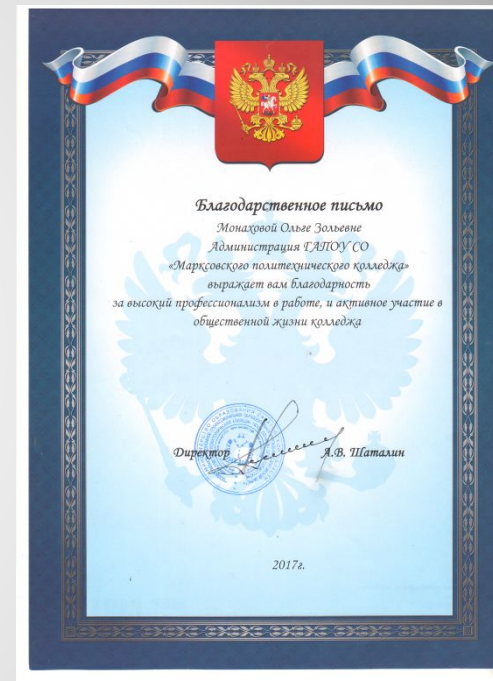 Благодарственное письмо
Монаховой Ольге Зольевне
Администрация ГАПОУ СО
«Марксовского политехнического колледжа»
выражает вам благодарность
за высокий профессионализм в работе, и активное участие в
общественной жизни колледжа
Директор А.В. Шаталин
2017г.